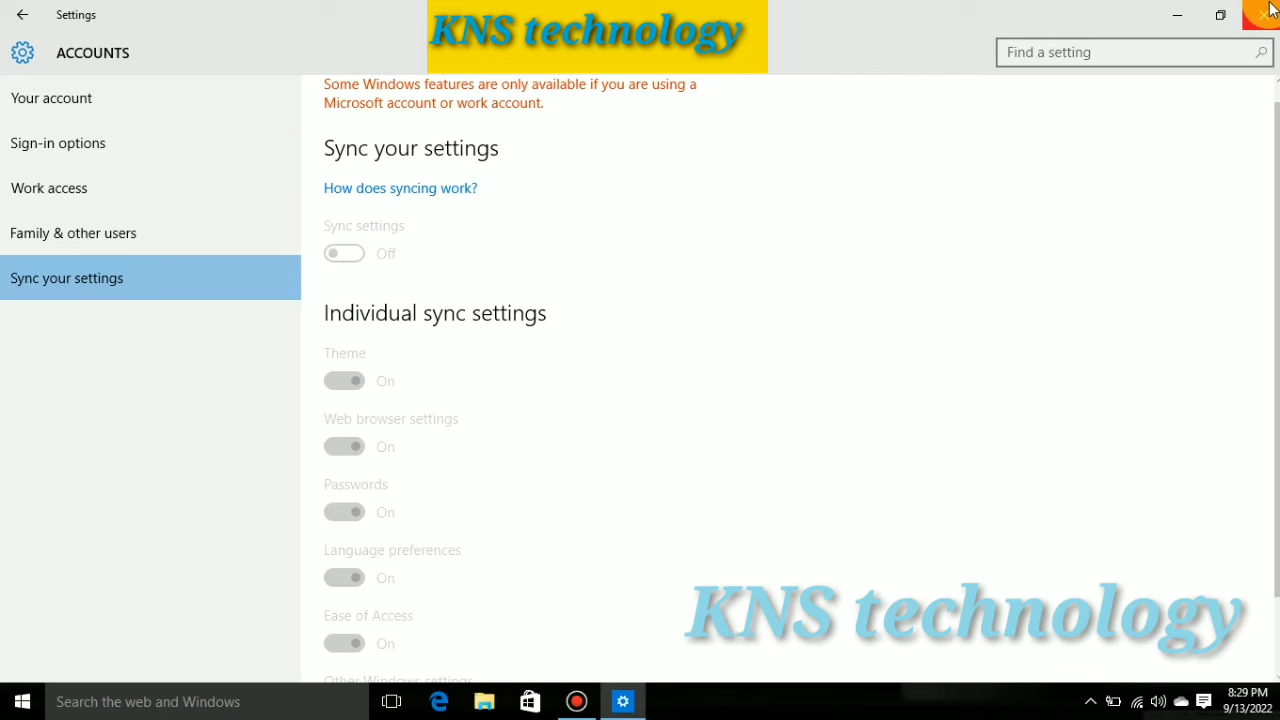 Settings
KNS technology
ACCOUNTS
Find a setting
Your account
Sign-in options
Work access
Family & other users
Sync your settings
Some Windows features are only available if you are using a
Microsoft account or work account.
Sync your settings
How does syncing work?
Sync settings
Off
Individual sync settings
Theme
On
Web browser settings
On
Passwords
On
Language preferences
On
Ease of Access
On
Other Windows settings
KNS technology
Search the web and Windows
8:29 PM
9/13/2022